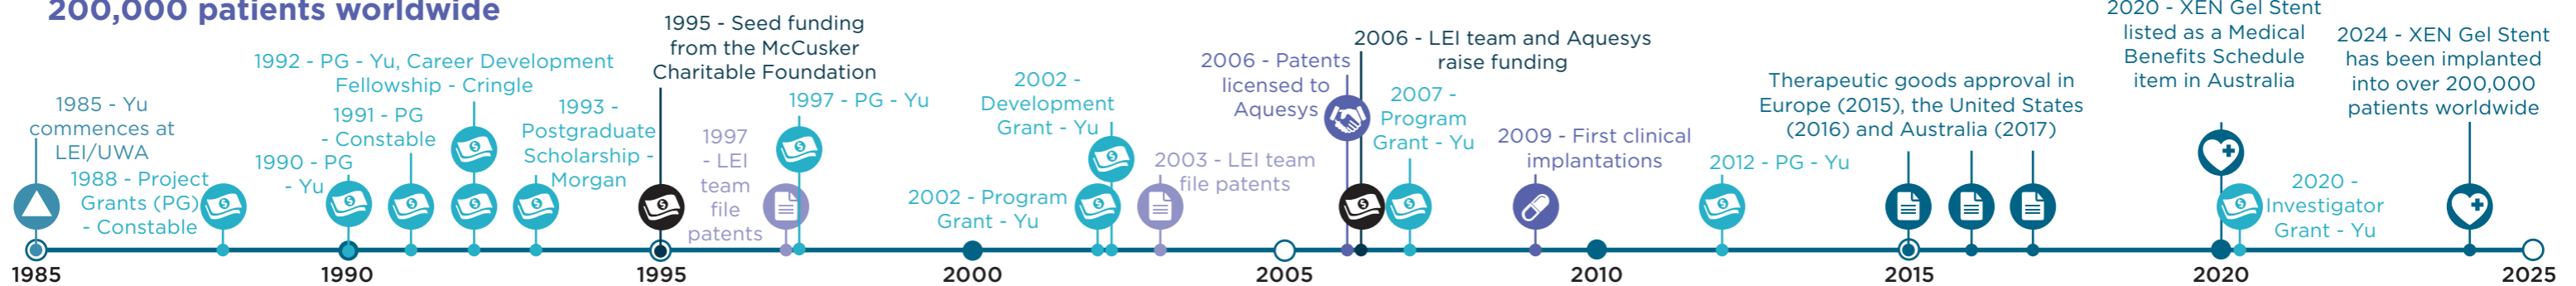 200,000 patients worldwide
1985 - Yu
commences at
LEI/UWA
1988 - Project
Grants (PG)
- Constable
1990 - PG
- Yu
1991 - PG
- Constable
1992 - PG - Yu, Career Development
Fellowship - Cringle
1993 -
Postgraduate
Scholarship -
Morgan
1995 - Seed funding
from the McCusker
Charitable Foundation
1997
- LEI
team
file
patents
1997 - PG - Yu
2002 - Program
Grant - Yu
2002 -
Development
Grant - Yu
2003 - LEI team
file patents
2006 - Patents
licensed to
Aquesys
2006 - LEI team and Aquesys
raise funding
2007 -
Program
Grant - Yu
2009 - First clinical
implantations
2012 - PG - Yu
Therapeutic goods approval in
Europe (2015), the United States
(2016) and Australia (2017)
2020 - XEN Gel Stent
listed as a Medical
Benefits Schedule
item in Australia
2020 -
Investigator
Grant - Yu
2024 - XEN Gel Stent
has been implanted
into over 200,000
patients worldwide
1985
1990
1995
2000
2005
2010
2015
2020
2025